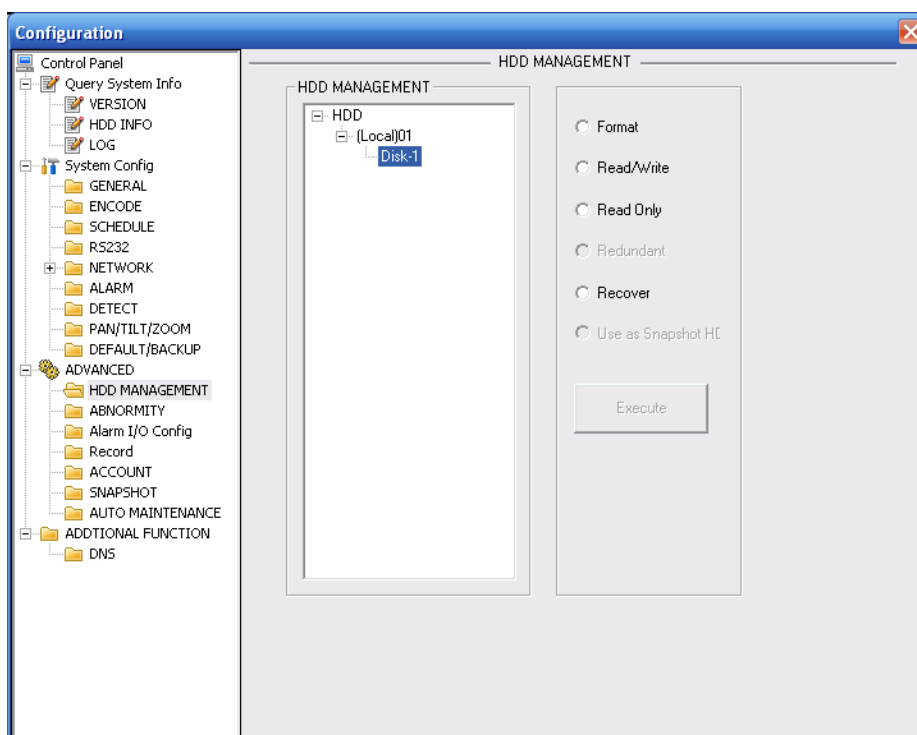 Configuration
Control Panel
Query System Info
VERSION
HDD INFO
LOG
System Config
GENERAL
ENCODE
SCHEDULE
RS232
NETWORK
ALARM
DETECT
PAN/TILT/ZOOM
DEFAULT/BACKUP
ADVANCED
HDD MANAGEMENT
ABNORMITY
Alarm I/O Config
Record
ACCOUNT
SNAPSHOT
AUTO MAINTENANCE
ADDTIONAL FUNCTION
DNS
HDD MANAGEMENT
HDD MANAGEMENT
HDD
(Local)01
Disk-1
Format
Read/Write
Read Only
Redundant
Recover
Use as Snapshot
Execute